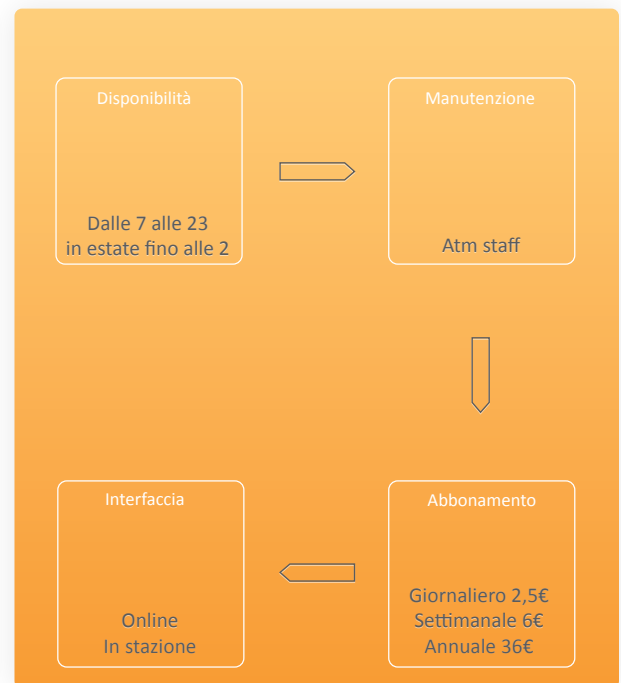 Disponibilità
Dalle 7 alle 23
in estate fino alle 2
Manutenzione
Atm staff
Abbonamento
Giornaliero 2,5€
Settimanale 6€
Annuale 36€
Interfaccia
Online
In stazione